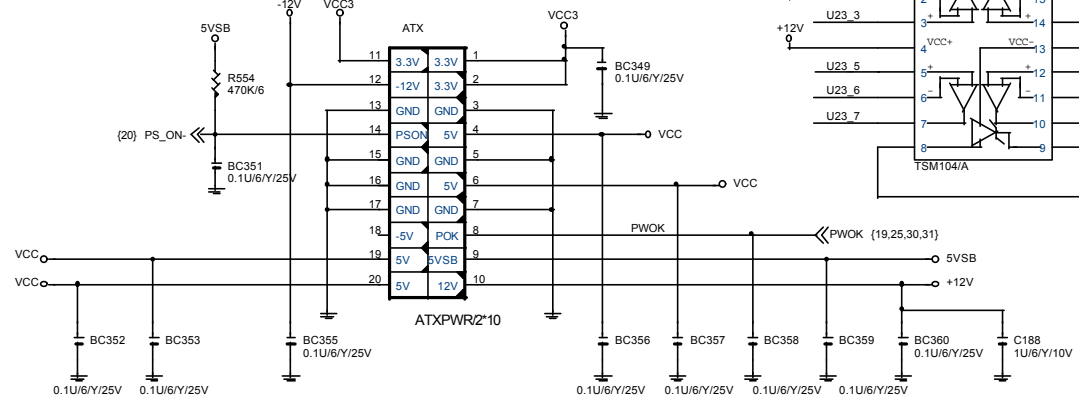 -12V
VCC3
VCC3
5VSB
ATX
R554
470K/6
11 3.3V 3.3V 1
12 -12V 3.3V 2
13 GND GND 3
{20} PS_ON-
14 PSON 5V 4
VCC
15 GND GND 5
16 GND 5V 6
VCC
17 GND GND 7
18 -5V POK 8
PWOK
PWOK {19,25,30,31}
VCC
19 5V 5VSB 9
5VSB
VCC
20 5V 12V 10
+12V
ATXPWR/2*10
BC349
0.1U/6/Y/25V
BC351
0.1U/6/Y/25V
BC352
0.1U/6/Y/25V
BC353
0.1U/6/Y/25V
BC355
0.1U/6/Y/25V
BC356
0.1U/6/Y/25V
BC357
0.1U/6/Y/25V
BC358
0.1U/6/Y/25V
BC359
0.1U/6/Y/25V
BC360
0.1U/6/Y/25V
C188
1U/6/Y/10V
U23_3
3 + + 14
+12V
4 VCC+ VCC- 13
U23_5
5 + + 12
U23_6
6 - - 11
U23_7
7 10
8 9
TSM104/A